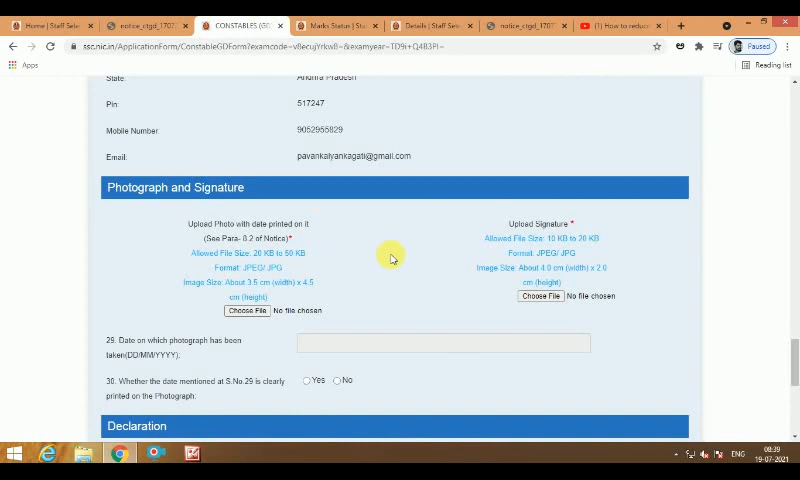 Home | Staff Sele
notice_ctgd_17072
CONSTABLES (GD
Marks Status | Sta
Details | Staff Sele
notice_ctgd_17072
(1) How to reduce
ssc.nic.in/ApplicationForm/ConstableGDForm?examcode=v8ecujYrkw8=&examyear=TD9i+Q4B3PI=
Paused
Apps
Reading list
State: Andhra Pradesh
Pin: 517247
Mobile Number: 9052955829
Email: pavankalyankagati@gmail.com
Photograph and Signature
Upload Photo with date printed on it
(See Para- 8.2 of Notice)*
Allowed File Size: 20 KB to 50 KB
Format: JPEG/ JPG
Image Size: About 3.5 cm (width) x 4.5
cm (height)
Choose File No file chosen
Upload Signature *
Allowed File Size: 10 KB to 20 KB
Format: JPEG/ JPG
Image Size: About 4.0 cm (width) x 2.0
cm (height)
Choose File No file chosen
29. Date on which photograph has been
taken(DD/MM/YYYY):
30. Whether the date mentioned at S.No.29 is clearly
printed on the Photograph:
Yes No
Declaration
ENG
08:39
19-07-2021